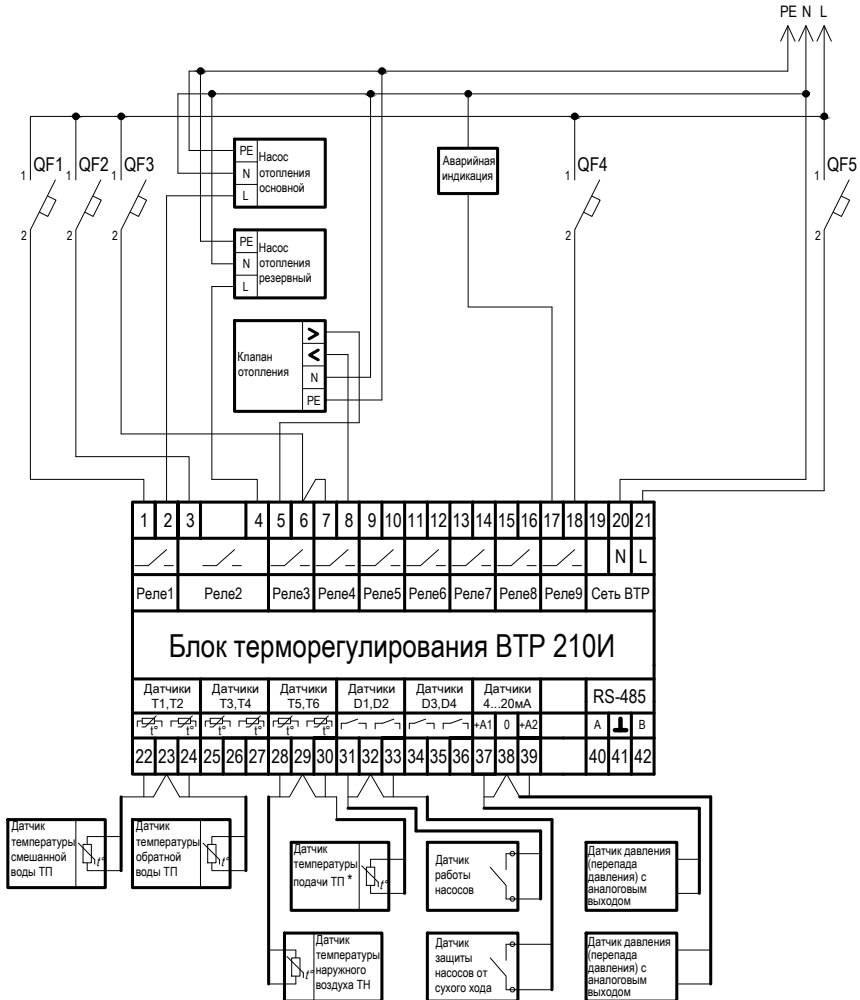 PE N L
QF1 QF2 QF3 QF4 QF5
1 1 1 1 1
2 2 2 2 2
PE
N
L
Насос
отопления
основной
PE
N
L
Насос
отопления
резервный
Клапан
отопления
>
<
N
PE
Аварийная
индикация
1 2 3 4 5 6 7 8 9 10 11 12 13 14 15 16 17 18 19 20 21
N L
Реле1 Реле2 Реле3 Реле4 Реле5 Реле6 Реле7 Реле8 Реле9 Сеть ВТР
Блок терморегулирования ВТР 210И
Датчики
T1,T2
Датчики
T3,T4
Датчики
T5,T6
Датчики
D1,D2
Датчики
D3,D4
Датчики
4...20мА
RS-485
t° t° t° t° t° t° +A1 0 +A2 A B
22 23 24 25 26 27 28 29 30 31 32 33 34 35 36 37 38 39 40 41 42
Датчик
температуры
смешанной
воды ТП
t°
Датчик
температуры
обратной
воды ТП
t°
Датчик
температуры
подачи ТП *
t°
Датчик
работы
насосов
Датчик давления
(перепада
давления) с
аналоговым
выходом
Датчик
температуры
наружного
воздуха ТН
t°
Датчик
защиты
насосов от
сухого хода
Датчик давления
(перепада
давления) с
аналоговым
выходом